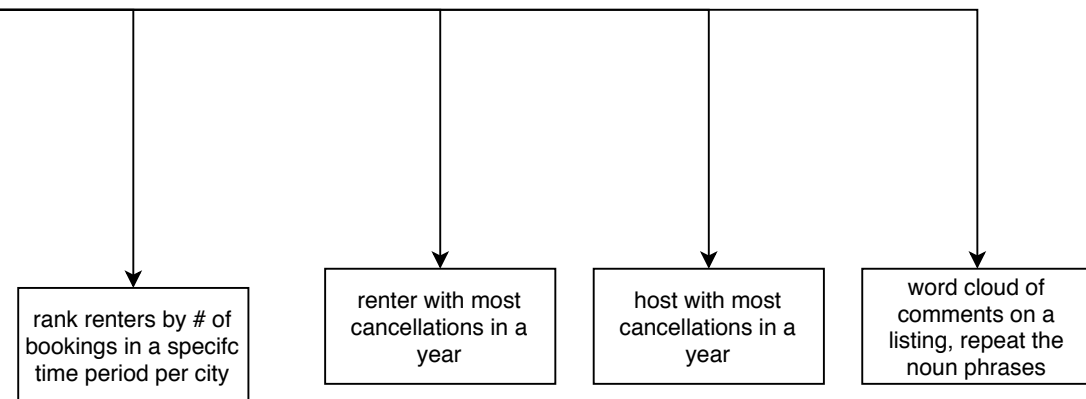 rank renters by # of
bookings in a specifc
time period per city
renter with most
cancellations in a
year
host with most
cancellations in a
year
word cloud of
comments on a
listing, repeat the
noun phrases